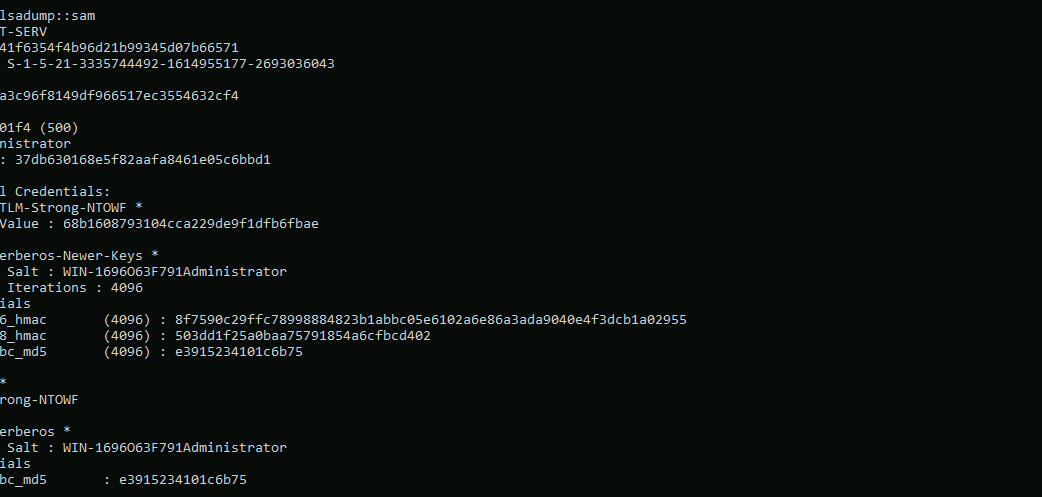 lsadump::sam
T-SERV
41f6354f4b96d21b99345d07b66571
S-1-5-21-3335744492-1614955177-2693036043
a3c96f8149df966517ec3554632cf4
01f4 (500)
nistrator
: 37db630168e5f82aafa8461e05c6bbd1
l Credentials:
TLM-Strong-NTOWF *
Value : 68b1608793104cca229de9f1dfb6fbae
erberos-Newer-Keys *
Salt : WIN-1696O63F791Administrator
Iterations : 4096
ials
6_hmac (4096) : 8f7590c29ffc78998884823b1abbc05e6102a6e86a3ada9040e4f3dcb1a02955
8_hmac (4096) : 503dd1f25a0baa75791854a6cfbcd402
bc_md5 (4096) : e3915234101c6b75
*
rong-NTOWF
erberos *
Salt : WIN-1696O63F791Administrator
ials
bc_md5 : e3915234101c6b75